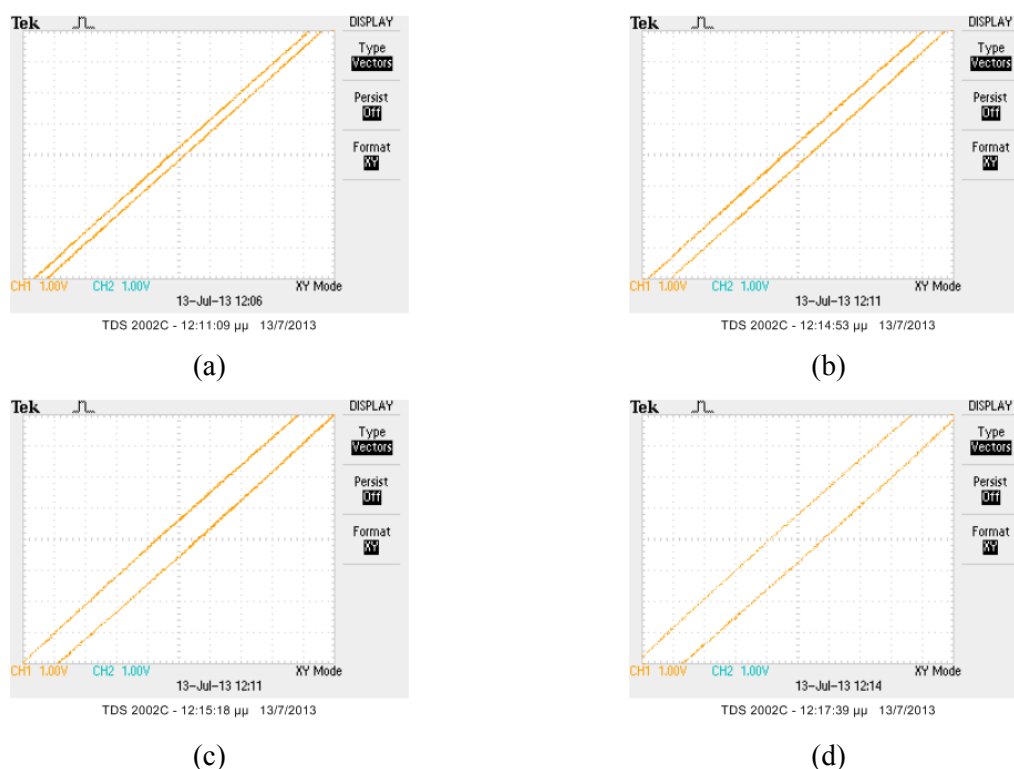 Tek
DISPLAY
Type
Vectors
Persist
Off
Format
XY
CH1 1.00V
CH2 1.00V
XY Mode
13-Jul-13 12:06
TDS 2002C - 12:11:09 μμ 13/7/2013
(a)
Tek
DISPLAY
Type
Vectors
Persist
Off
Format
XY
CH1 1.00V
CH2 1.00V
XY Mode
13-Jul-13 12:11
TDS 2002C - 12:14:53 μμ 13/7/2013
(b)
Tek
DISPLAY
Type
Vectors
Persist
Off
Format
XY
CH1 1.00V
CH2 1.00V
XY Mode
13-Jul-13 12:11
TDS 2002C - 12:15:18 μμ 13/7/2013
(c)
Tek
DISPLAY
Type
Vectors
Persist
Off
Format
XY
CH1 1.00V
CH2 1.00V
XY Mode
13-Jul-13 12:14
TDS 2002C - 12:17:39 μμ 13/7/2013
(d)